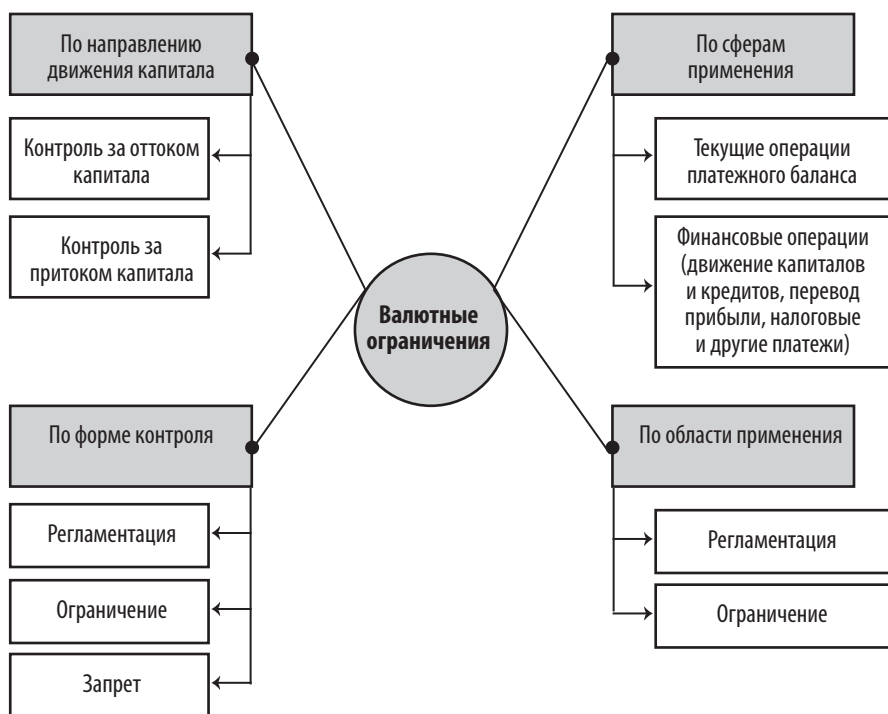 По направлению
движения капитала
Контроль за оттоком
капитала
Контроль за
притоком капитала
По сферам
применения
Текущие операции
платежного баланса
Финансовые операции
(движение капиталов
и кредитов, перевод
прибыли, налоговые
и другие платежи)
Валютные
ограничения
По форме контроля
Регламентация
Ограничение
Запрет
По области применения
Регламентация
Ограничение